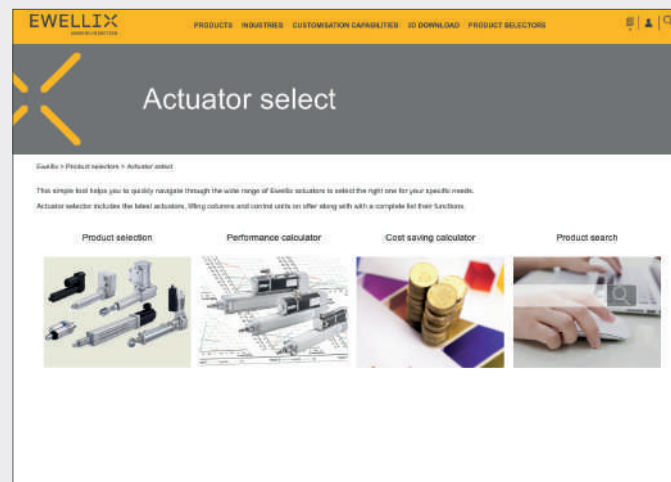 EWELLIX
PRODUCTS INDUSTRIES CUSTOMISATION CAPABILITIES 3D DOWNLOAD PRODUCT SELECTORS
Actuator select
Ewellix > Product selectors > Actuator select
This simple tool helps you to quickly navigate through the wide range of Ewellix actuators to select the right one for your specific needs.
Actuator selector includes the latest actuators, lifting columns and control units on offer along with with a complete list their functions.
Product selection Performance calculator Cost saving calculator Product search